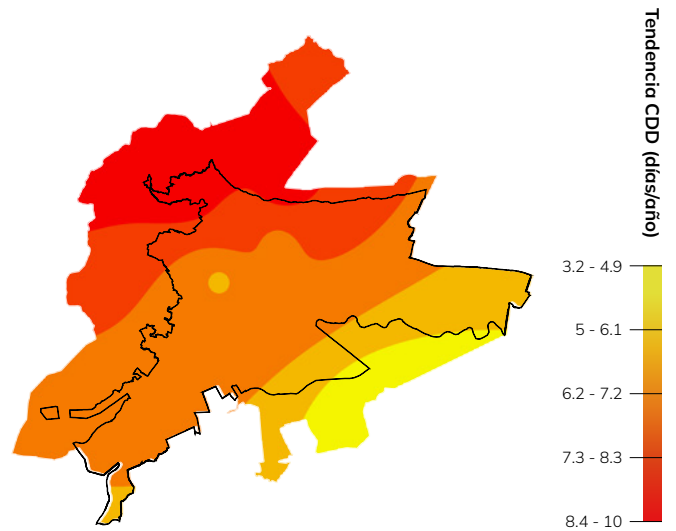 Tendencia CDD (días/año)
3.2 - 4.9
5 - 6.1
6.2 - 7.2
7.3 - 8.3
8.4 - 10